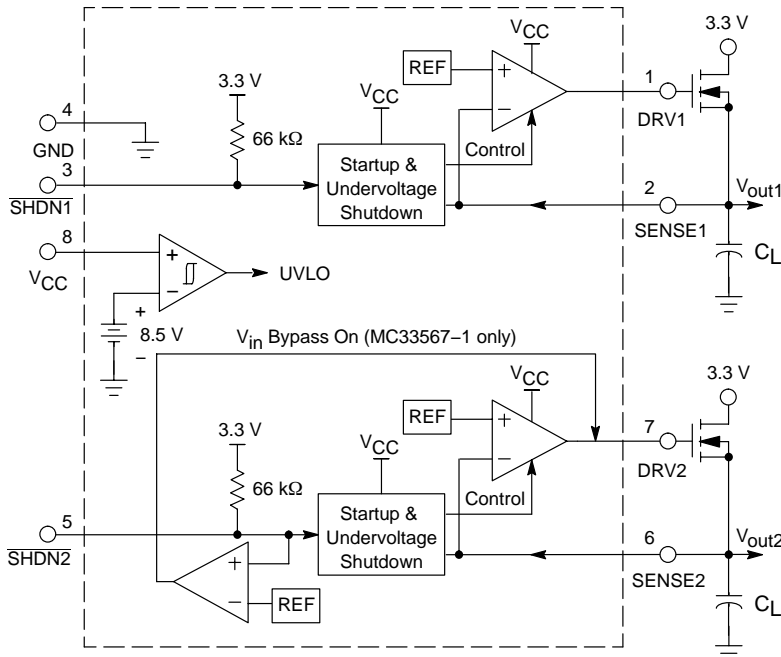 VCC
3.3 V
REF
+
1
4
3.3 V
VCC
−
DRV1
GND
66 kΩ
Control
3
Startup &
Undervoltage
Shutdown
2
Vout1
SHDN1
SENSE1
8
CL
VCC
+
−
UVLO
+
8.5 V
−
Vin Bypass On (MC33567−1 only)
VCC
3.3 V
REF
+
7
3.3 V
VCC
−
DRV2
66 kΩ
Control
5
Startup &
Undervoltage
Shutdown
6
Vout2
SHDN2
+
SENSE2
−
REF
CL